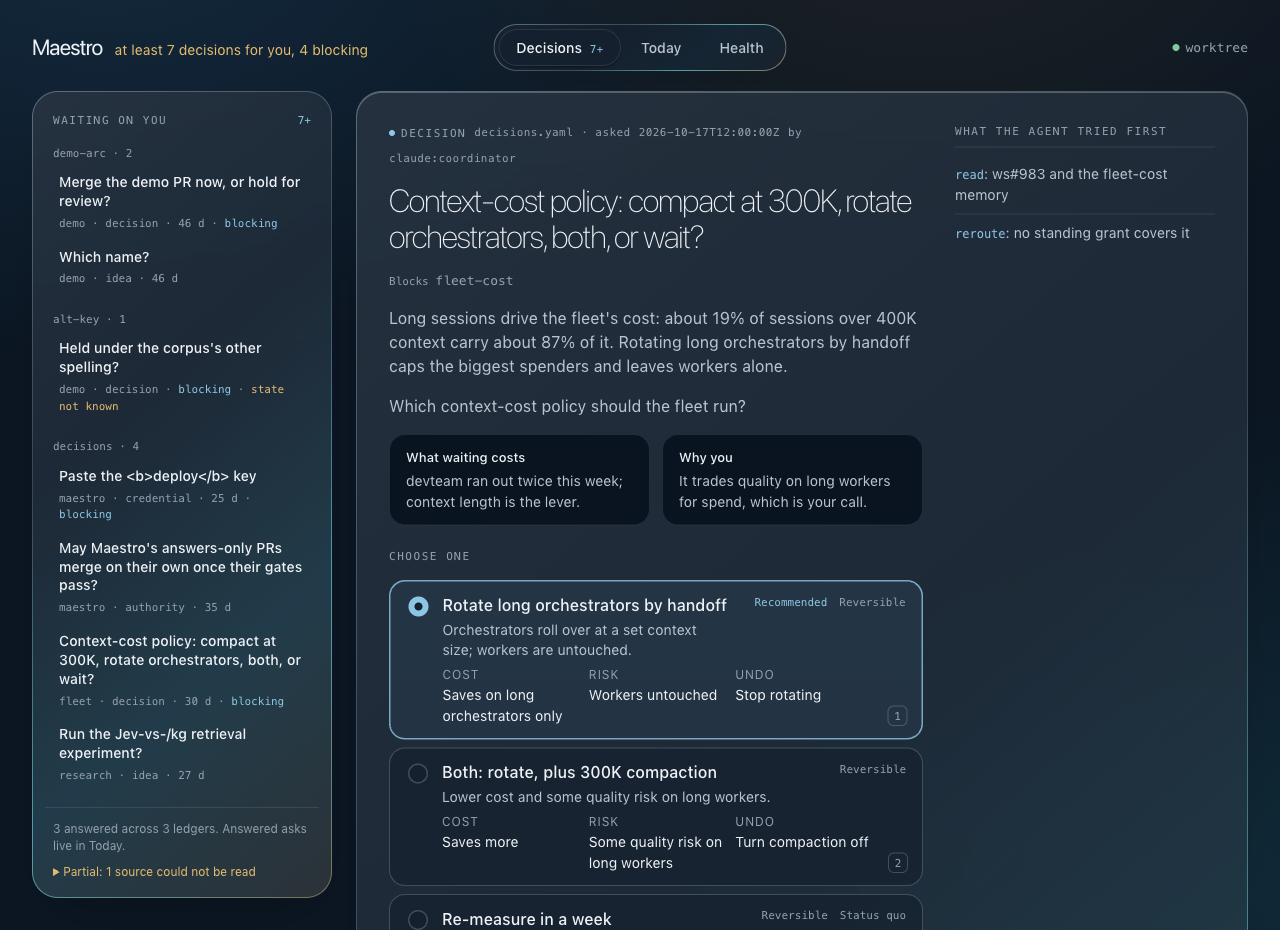 Maestro at least 7 decisions for you, 4 blocking
Decisions 7+ Today Health
worktree
WAITING ON YOU 7+
demo-arc · 2
Merge the demo PR now, or hold for
review?
demo · decision · 46 d · blocking
Which name?
demo · idea · 46 d
alt-key · 1
Held under the corpus's other
spelling?
demo · decision · blocking · state
not known
decisions · 4
Paste the <b>deploy</b> key
maestro · credential · 25 d ·
blocking
May Maestro's answers-only PRs
merge on their own once their gates
pass?
maestro · authority · 35 d
Context-cost policy: compact at
300K, rotate orchestrators, both, or
wait?
fleet · decision · 30 d · blocking
Run the Jev-vs-/kg retrieval
experiment?
research · idea · 27 d
3 answered across 3 ledgers. Answered asks
live in Today.
Partial: 1 source could not be read
DECISION decisions.yaml · asked 2026-10-17T12:00:00Z by
claude:coordinator
Context-cost policy: compact at 300K, rotate
orchestrators, both, or wait?
Blocks fleet-cost
Long sessions drive the fleet's cost: about 19% of sessions over 400K
context carry about 87% of it. Rotating long orchestrators by handoff
caps the biggest spenders and leaves workers alone.
Which context-cost policy should the fleet run?
What waiting costs
devteam ran out twice this week;
context length is the lever.
Why you
It trades quality on long workers
for spend, which is your call.
CHOOSE ONE
Rotate long orchestrators by handoff Recommended Reversible
Orchestrators roll over at a set context
size; workers are untouched.
COST RISK UNDO
Saves on long Workers untouched Stop rotating
orchestrators only
1
Both: rotate, plus 300K compaction Reversible
Lower cost and some quality risk on long workers.
COST RISK UNDO
Saves more Some quality risk on Turn compaction off
long workers
2
Re-measure in a week Reversible Status quo
WHAT THE AGENT TRIED FIRST
read: ws#983 and the fleet-cost
memory
reroute: no standing grant covers it